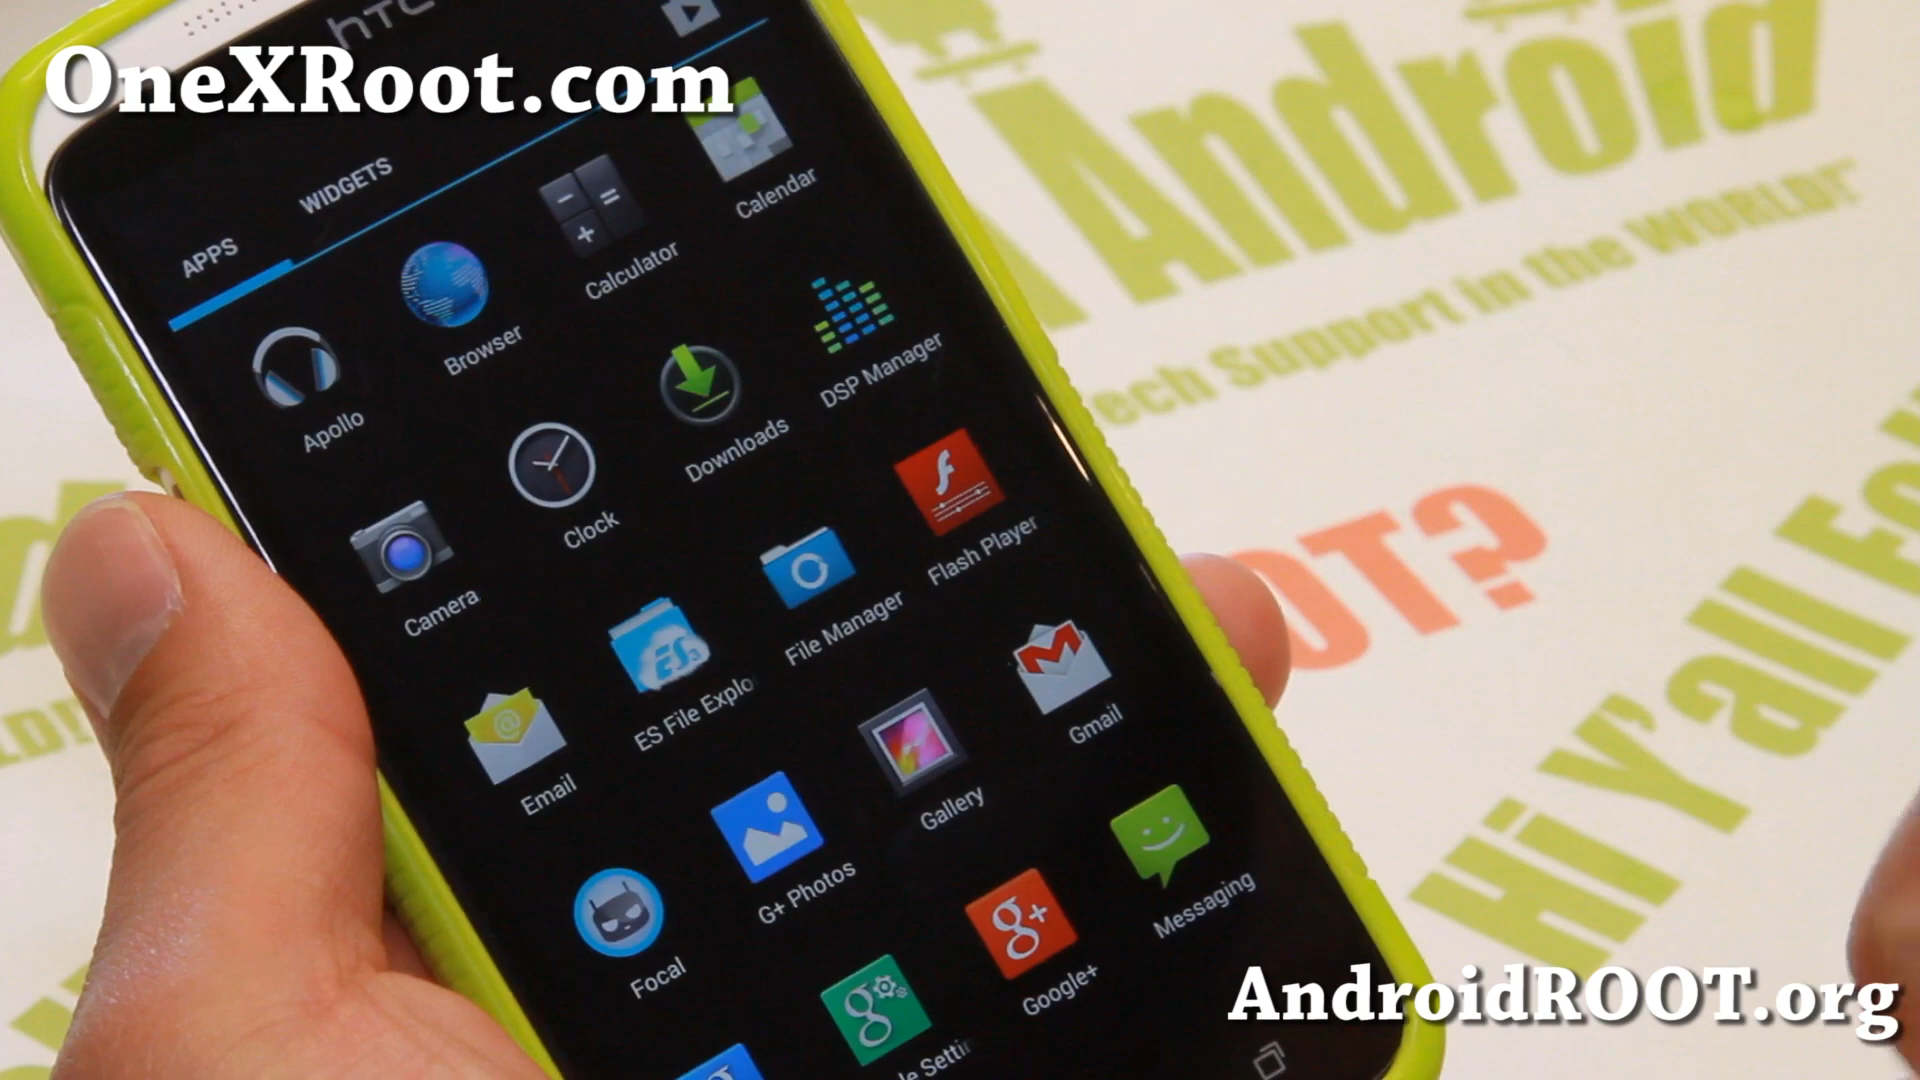 hTC
OneXRoot.com
APPS
WIDGETS
Apollo
Browser
Calculator
Calendar
Camera
Clock
Downloads
DSP Manager
Email
ES File Explo
File Manager
Flash Player
Focal
G+ Photos
Gallery
Gmail
Google+
Messaging
Android
Tech Support in the WORLD!
OT?
Hi Y'all
LD!
AndroidROOT.org